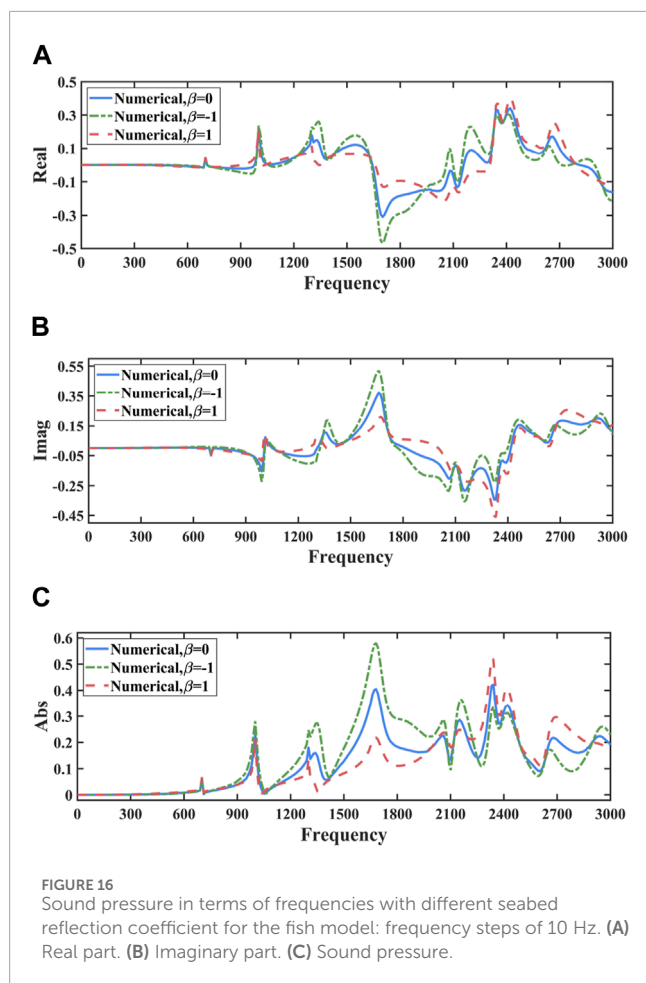 A
0.5
0.3
0.1
-0.1
-0.3
-0.5
Real
Numerical,β=0
Numerical,β=-1
Numerical,β=1
0 300 600 900 1200 1500 1800 2100 2400 2700 3000
Frequency
B
0.55
0.35
0.15
-0.05
-0.25
-0.45
Imag
Numerical,β=0
Numerical,β=-1
Numerical,β=1
0 300 600 900 1200 1500 1800 2100 2400 2700 3000
Frequency
C
0.6
0.5
0.4
0.3
0.2
0.1
0
Abs
Numerical,β=0
Numerical,β=-1
Numerical,β=1
0 300 600 900 1200 1500 1800 2100 2400 2700 3000
Frequency
FIGURE 16
Sound pressure in terms of frequencies with different seabed
reflection coefficient for the fish model: frequency steps of 10 Hz. (A)
Real part. (B) Imaginary part. (C) Sound pressure.